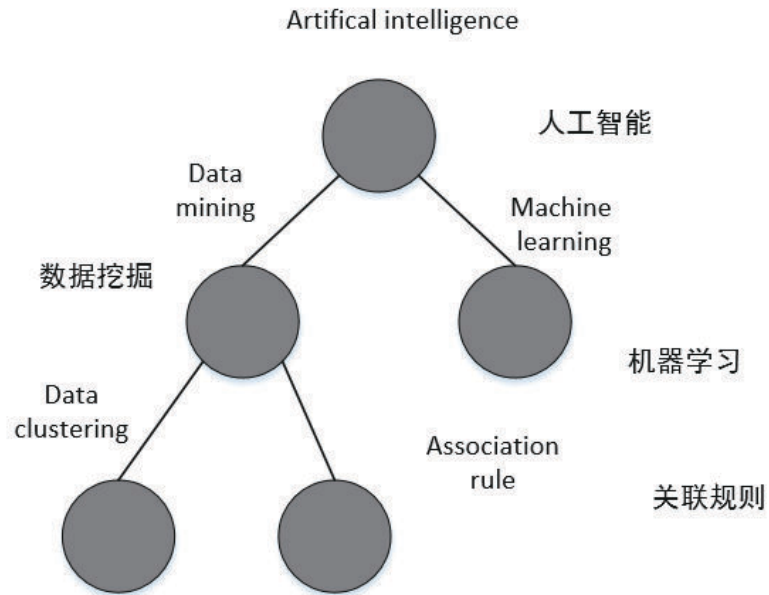 Artifical intelligence
人工智能
Data
mining
Machine
learning
数据挖掘
机器学习
Data
clustering
Association
rule
关联规则